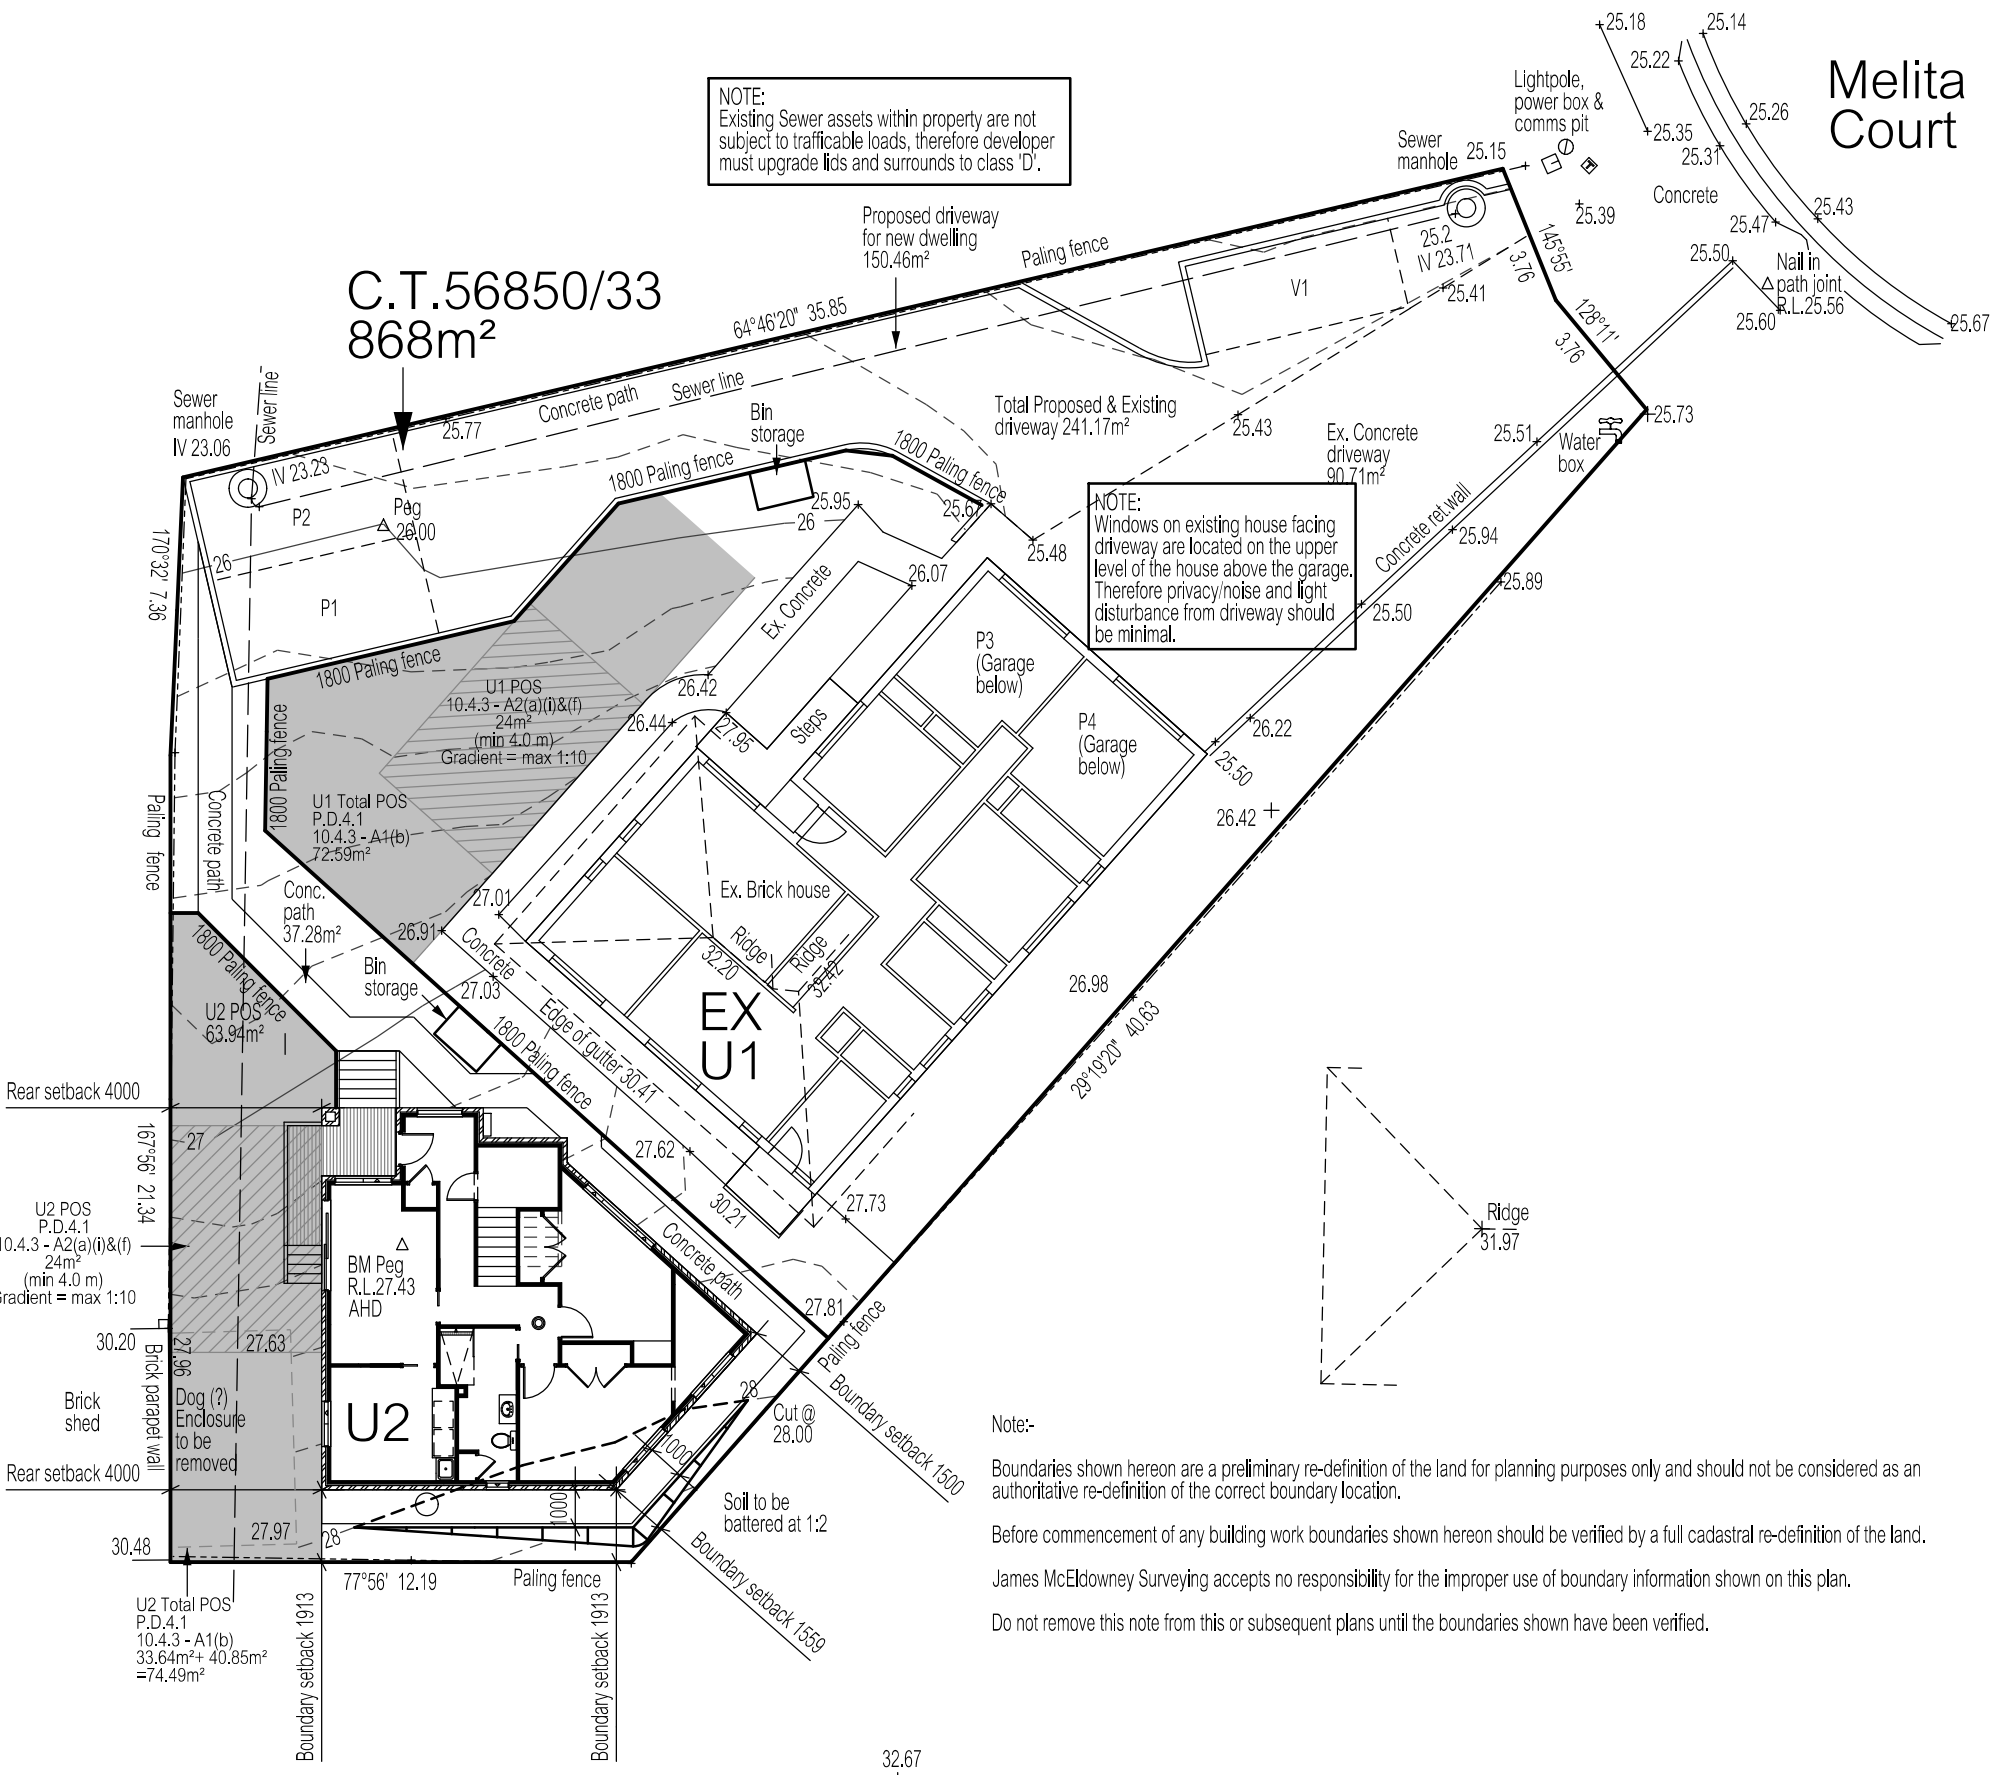 Melita
Court
25.18
25.14
25.22
25.26
25.35
25.31
Lightpole,
power box &
comms pit
Concrete
25.39
25.47
25.43
25.50
Nail in
path joint
R.L.25.56
25.60
25.67
NOTE:
Existing Sewer assets within property are not
subject to trafficable loads, therefore developer
must upgrade lids and surrounds to class 'D'.
Sewer
manhole
25.15
25.2
IV 23.71
25.41
V1
145°55'
3.76
128°11'
3.76
Proposed driveway
for new dwelling
150.46m²
Paling fence
C.T.56850/33
868m²
64°46'20" 35.85
Sewer
manhole
IV 23.06
Sewer line
IV 23.23
25.77
Concrete path
Sewer line
Bin
storage
Total Proposed & Existing
driveway 241.17m²
25.43
Ex. Concrete
driveway
90.71m²
25.51
Water
box
25.73
1800 Paling fence
1800 Paling fence
P2
Peg
26.00
26
P1
26
25.95
25.67
25.48
26.07
NOTE:
Windows on existing house facing
driveway are located on the upper
level of the house above the garage.
Therefore privacy/noise and light
disturbance from driveway should
be minimal.
Concrete ret.wall
25.94
25.89
25.50
170°32' 7.36
1800 Paling fence
1800 Paling fence
Ex. Concrete
U1 POS
10.4.3 - A2(a)(i)&(f)
24m²
(min 4.0 m)
Gradient = max 1:10
26.42
26.44
27.95
Steps
P3
(Garage
below)
P4
(Garage
below)
26.22
25.50
26.42
Paling fence
Concrete path
U1 Total POS
P.D.4.1
10.4.3 - A1(b)
72.59m²
Conc.
path
37.28m²
27.01
26.91
Concrete
27.03
Ex. Brick house
Ridge
32.20
Ridge
32.42
EX
U1
26.98
29°19'20" 40.63
1800 Paling fence
U2 POS
63.94m²
Bin
storage
1800 Paling fence
Edge of gutter 30.41
Rear setback 4000
27
167°56' 21.34
27.62
30.21
27.73
U2 POS
P.D.4.1
10.4.3 - A2(a)(i)&(f)
24m²
(min 4.0 m)
Gradient = max 1:10
BM Peg
R.L.27.43
AHD
Concrete path
27.81
Paling fence
Ridge
31.97
30.20
27.96
27.63
Brick parapet wall
Brick
shed
Dog (?)
Enclosure
to be
removed
U2
28
Cut @
28.00
Boundary setback 1500
1000
1000
Rear setback 4000
Soil to be
battered at 1:2
27.97
28
30.48
77°56' 12.19
Paling fence
Boundary setback 1559
U2 Total POS
P.D.4.1
10.4.3 - A1(b)
33.64m²+ 40.85m²
=74.49m²
Boundary setback 1913
Boundary setback 1913
Note:-
Boundaries shown hereon are a preliminary re-definition of the land for planning purposes only and should not be considered as an
authoritative re-definition of the correct boundary location.
Before commencement of any building work boundaries shown hereon should be verified by a full cadastral re-definition of the land.
James McEldowney Surveying accepts no responsibility for the improper use of boundary information shown on this plan.
Do not remove this note from this or subsequent plans until the boundaries shown have been verified.
32.67